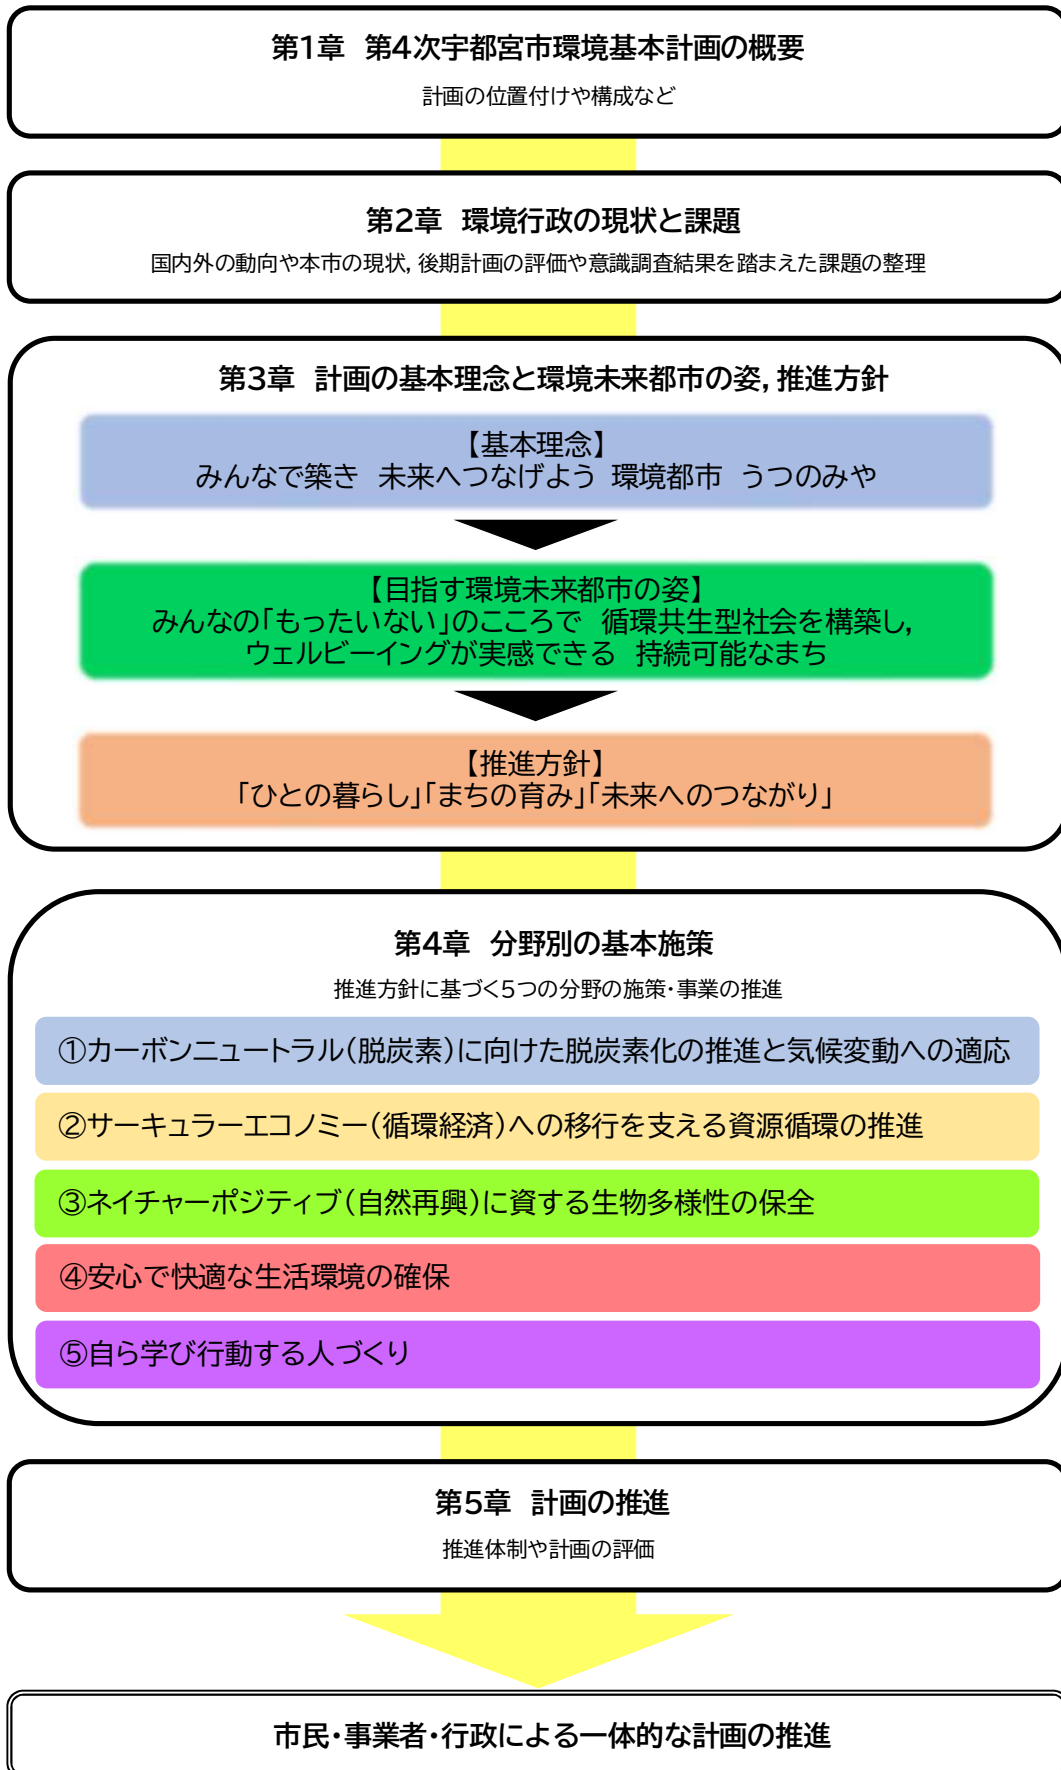 第1章 第4次宇都宮市環境基本計画の概要
計画の位置付けや構成など
第2章 環境行政の現状と課題
国内外の動向や本市の現状, 後期計画の評価や意識調査結果を踏まえた課題の整理
第3章 計画の基本理念と環境未来都市の姿, 推進方針
【基本理念】
みんなで築き 未来へつなげよう 環境都市 うつのみや
【目指す環境未来都市の姿】
みんなの「もったいない」のこころで 循環共生型社会を構築し,
ウェルビーイングが実感できる 持続可能なまち
【推進方針】
「ひとの暮らし」「まちの育み」「未来へのつながり」
第4章 分野別の基本施策
推進方針に基づく5つの分野の施策・事業の推進
①カーボンニュートラル(脱炭素)に向けた脱炭素化の推進と気候変動への適応
②サーキュラーエコノミー(循環経済)への移行を支える資源循環の推進
③ネイチャーポジティブ(自然再興)に資する生物多様性の保全
④安心で快適な生活環境の確保
⑤自ら学び行動する人づくり
第5章 計画の推進
推進体制や計画の評価
市民・事業者・行政による一体的な計画の推進